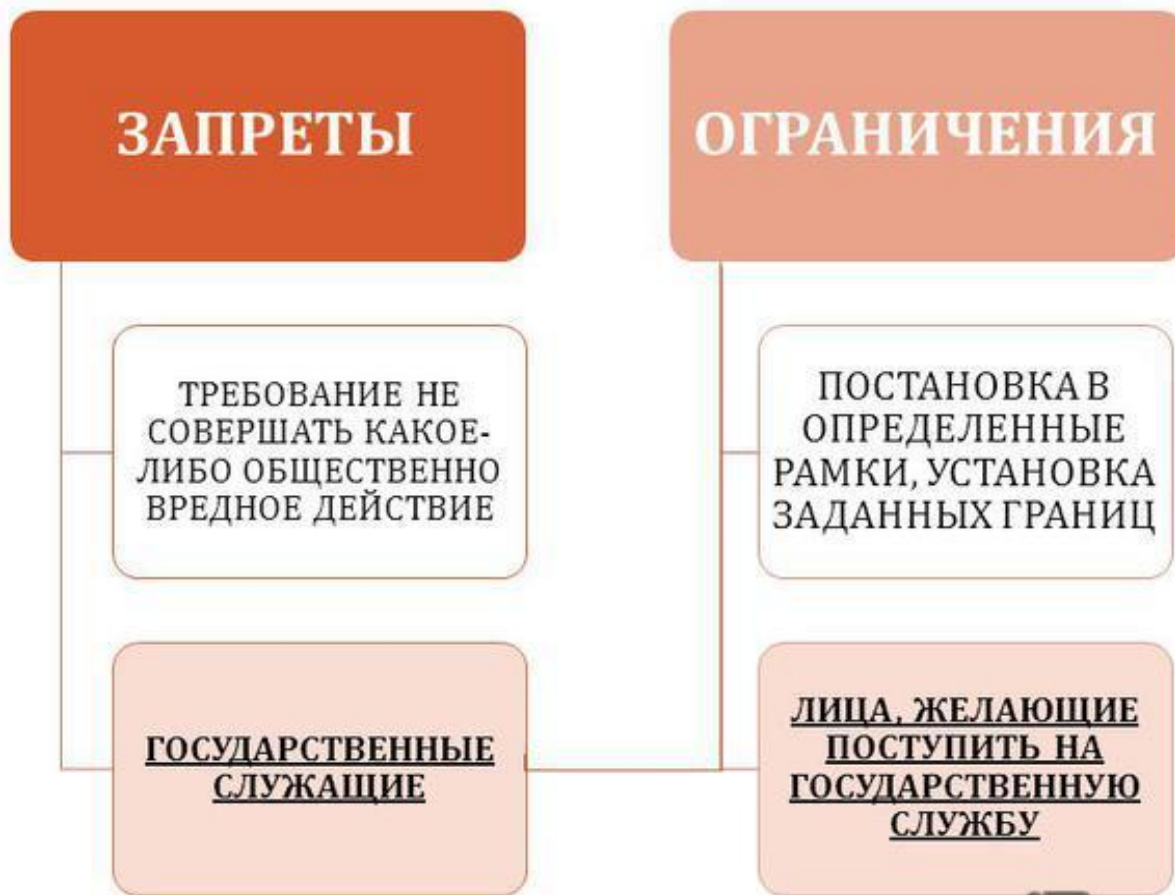 ЗАПРЕТЫ
ТРЕБОВАНИЕ НЕ
СОВЕРШАТЬ КАКОЕ-
ЛИБО ОБЩЕСТВЕННО
ВРЕДНОЕ ДЕЙСТВИЕ
ГОСУДАРСТВЕННЫЕ
СЛУЖАЩИЕ
ОГРАНИЧЕНИЯ
ПОСТАНОВКА В
ОПРЕДЕЛЕННЫЕ
РАМКИ, УСТАНОВКА
ЗАДАННЫХ ГРАНИЦ
ЛИЦА, ЖЕЛАЮЩИЕ
ПОСТУПИТЬ НА
ГОСУДАРСТВЕННУЮ
СЛУЖБУ